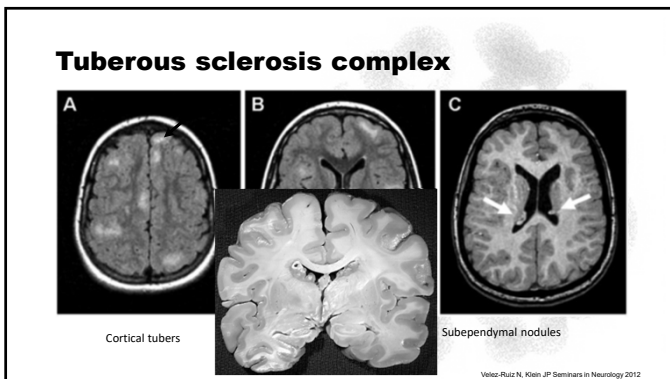 Tuberous sclerosis complex
A
B
C
Cortical tubers
Subependymal nodules
Velez-Ruiz N, Klein JP Seminars in Neurology 2012